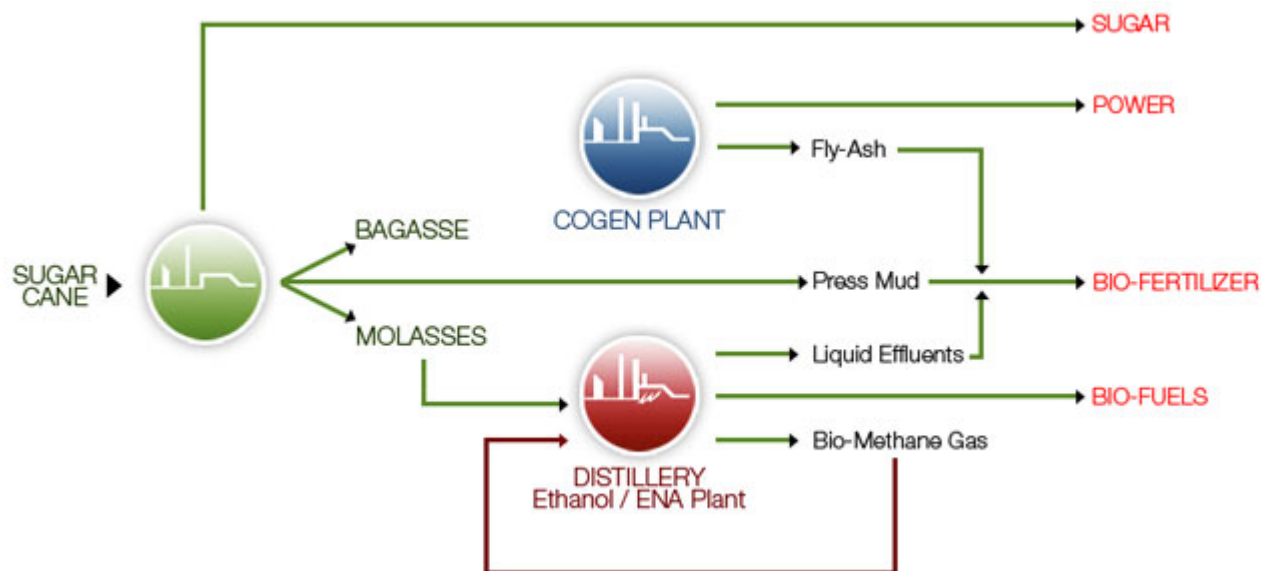 SUGAR
POWER
Fly-Ash
COGEN PLANT
BAGASSE
SUGAR
CANE
Press Mud
BIO-FERTILIZER
MOLASSES
Liquid Effluents
BIO-FUELS
Bio-Methane Gas
DISTILLERY
Ethanol / ENA Plant